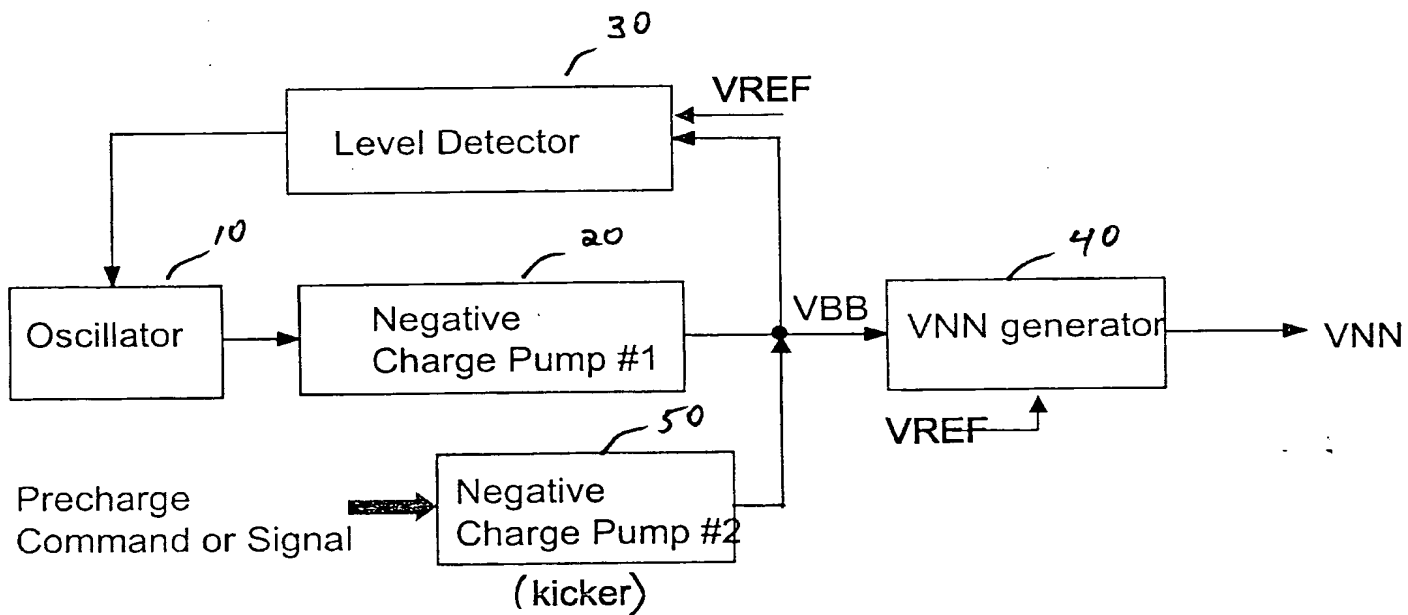 30
VREF
Level Detector
10
20
40
Oscillator
Negative
Charge Pump #1
VBB
VNN generator
VNN
VREF
50
Precharge
Command or Signal
Negative
Charge Pump #2
(kicker)